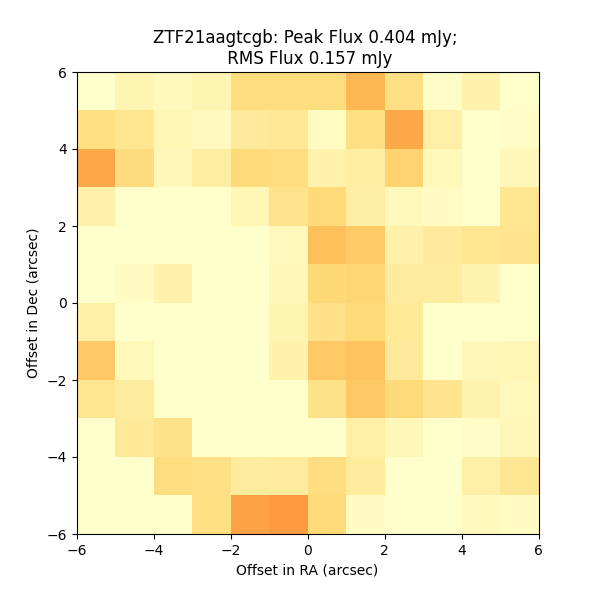 ZTF21aagtcgb: Peak Flux 0.404 mJy;
RMS Flux 0.157 mJy
6
4
2
0
−2
−4
−6
Offset in Dec (arcsec)
−6 −4 −2 0 2 4 6
Offset in RA (arcsec)